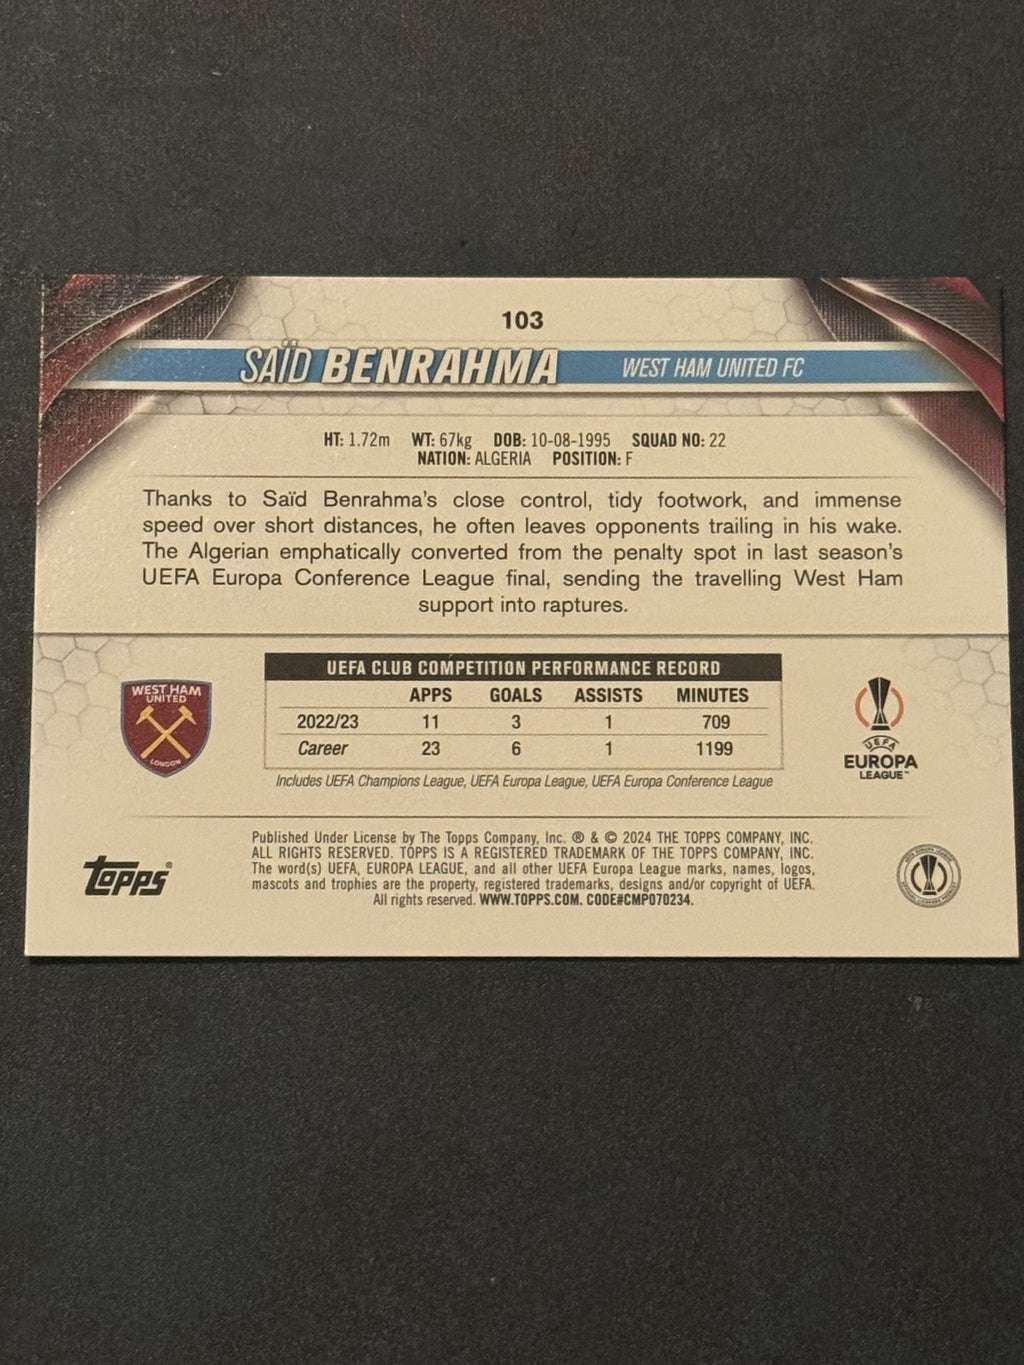 103
SAÏD BENRAHMA WEST HAM UNITED FC
HT: 1.72m WT: 67kg DOB: 10-08-1995 SQUAD NO: 22
NATION: ALGERIA POSITION: F
Thanks to Saïd Benrahma's close control, tidy footwork, and immense
speed over short distances, he often leaves opponents trailing in his wake.
The Algerian emphatically converted from the penalty spot in last season's
UEFA Europa Conference League final, sending the travelling West Ham
support into raptures.
UEFA CLUB COMPETITION PERFORMANCE RECORD
APPS GOALS ASSISTS MINUTES
2022/23 11 3 1 709
Career 23 6 1 1199
Includes UEFA Champions League, UEFA Europa League, UEFA Europa Conference League
WEST HAM
UNITED
LONDON
UEFA
EUROPA
LEAGUE™
Topps®
Published Under License by The Topps Company, Inc. ® & © 2024 THE TOPPS COMPANY, INC.
ALL RIGHTS RESERVED. TOPPS IS A REGISTERED TRADEMARK OF THE TOPPS COMPANY, INC.
The word(s) UEFA, EUROPA LEAGUE, and all other UEFA Europa League marks, names, logos,
mascots and trophies are the property, registered trademarks, designs and/or copyright of UEFA.
All rights reserved. WWW.TOPPS.COM. CODE#CMP070234.